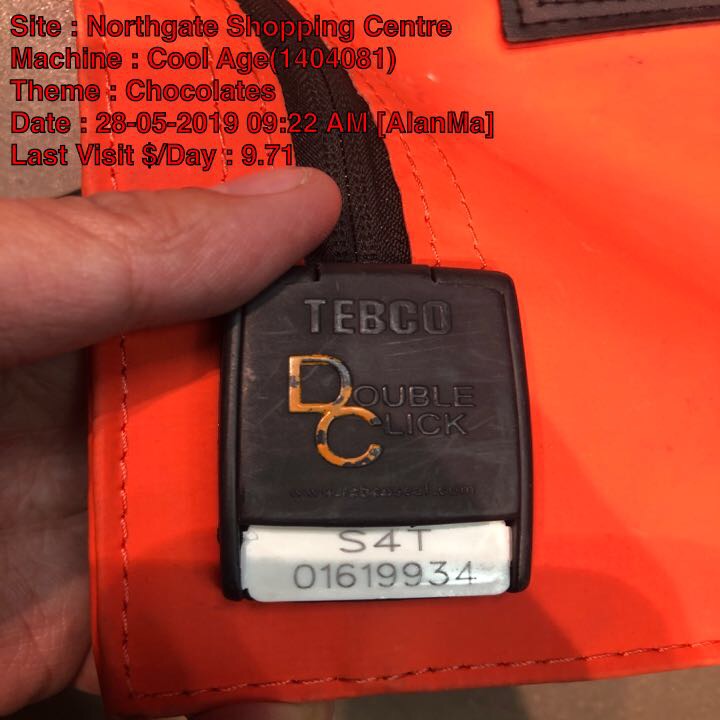 Site : Northgate Shopping Centre
Machine : Cool Age(1404081)
Theme : Chocolates
Date : 28-05-2019 09:22 AM [AlanMa]
Last Visit $/Day : 9.71
TEBCO
DOUBLE
CLICK
S4T
01619934